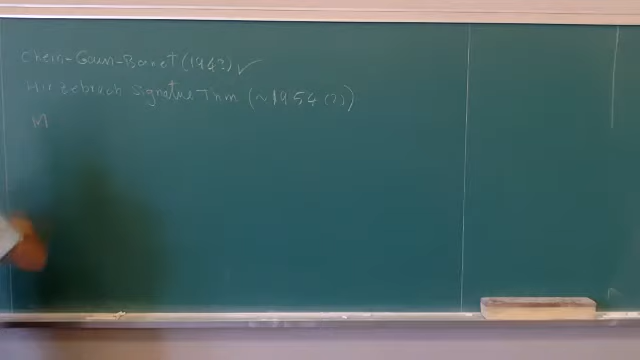 Chern-Gauss-Bonnet (1943) ✓
Hirzebruch Signature Thm (~1954 (?))
M